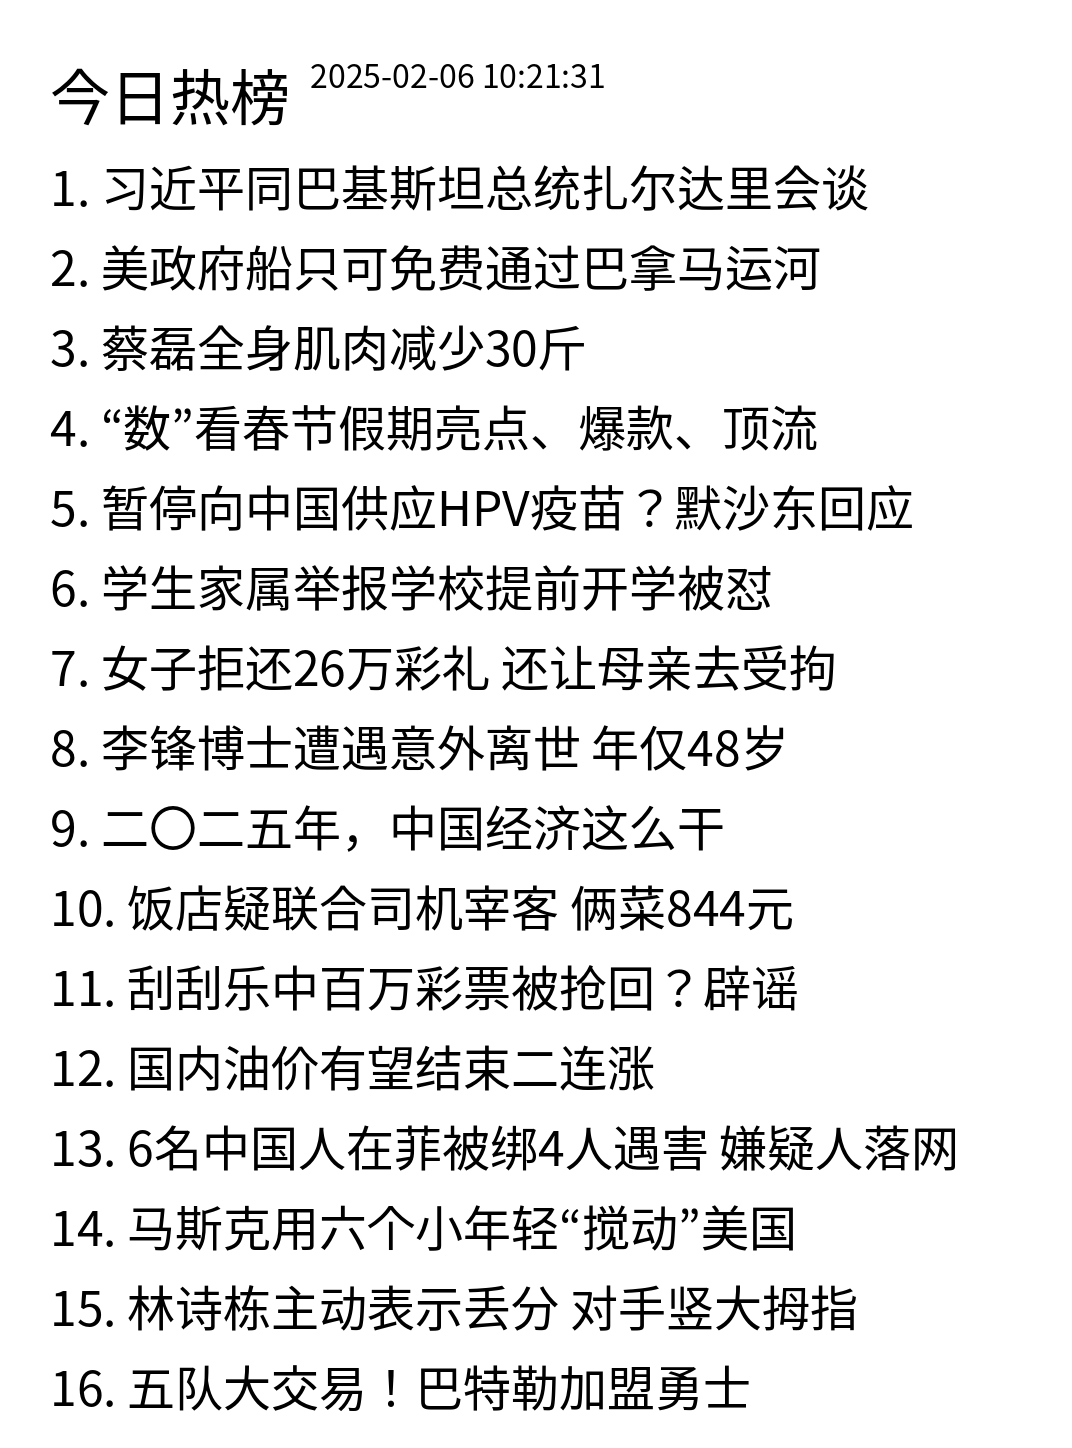 今日热榜 2025-02-06 10:21:31
1. 习近平同巴基斯坦总统扎尔达里会谈
2. 美政府船只可免费通过巴拿马运河
3. 蔡磊全身肌肉减少30斤
4. “数”看春节假期亮点、爆款、顶流
5. 暂停向中国供应HPV疫苗？默沙东回应
6. 学生家属举报学校提前开学被怼
7. 女子拒还26万彩礼 还让母亲去受拘
8. 李锋博士遭遇意外离世 年仅48岁
9. 二〇二五年，中国经济这么干
10. 饭店疑联合司机宰客 俩菜844元
11. 刮刮乐中百万彩票被抢回？辟谣
12. 国内油价有望结束二连涨
13. 6名中国人在菲被绑4人遇害 嫌疑人落网
14. 马斯克用六个小年轻“搅动”美国
15. 林诗栋主动表示丢分 对手竖大拇指
16. 五队大交易！巴特勒加盟勇士